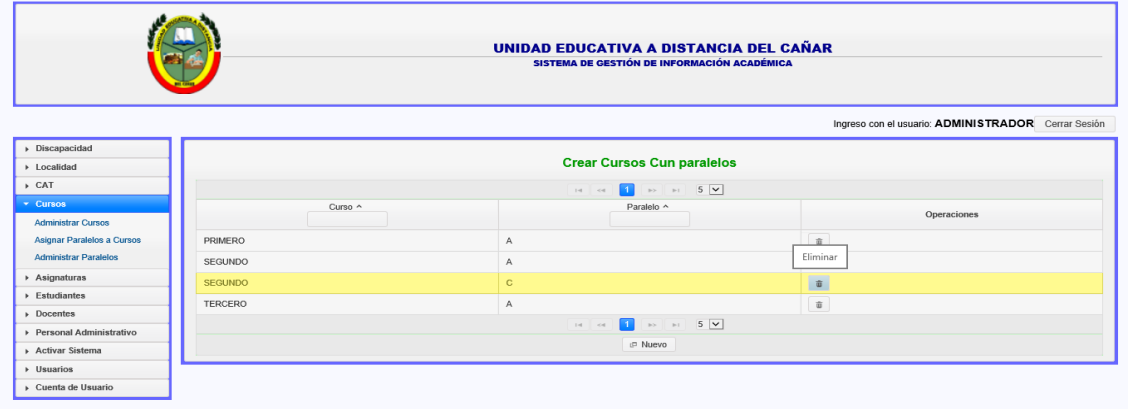 UNIDAD EDUCATIVA A DISTANCIA DEL CAÑAR
SISTEMA DE GESTIÓN DE INFORMACIÓN ACADÉMICA
Ingreso con el usuario: ADMINISTRADOR Cerrar Sesión
Discapacidad
Localidad
CAT
Cursos
Administrar Cursos
Asignar Paralelos a Cursos
Administrar Paralelos
Asignaturas
Estudiantes
Docentes
Personal Administrativo
Activar Sistema
Usuarios
Cuenta de Usuario
Crear Cursos Cun paralelos
1 5
Curso Paralelo Operaciones
PRIMERO A
SEGUNDO A
Eliminar
SEGUNDO C
TERCERO A
1 5
Nuevo